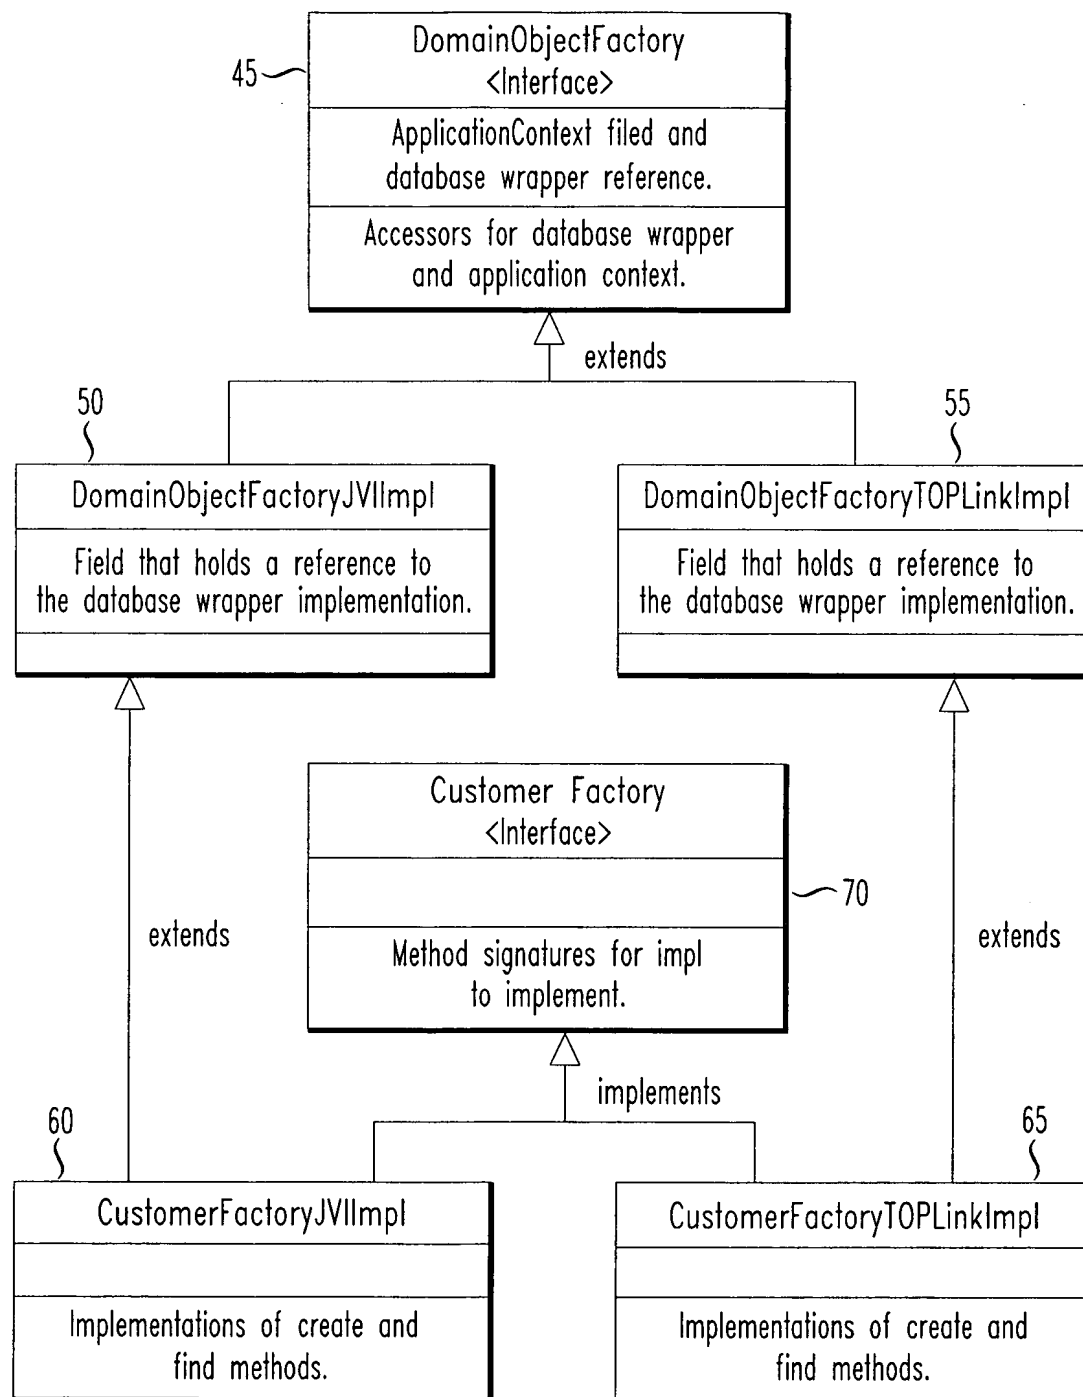 DomainObjectFactory
<Interface>
45
ApplicationContext filed and
database wrapper reference.
Accessors for database wrapper
and application context.
extends
50
55
DomainObjectFactoryJVIImpl
Field that holds a reference to
the database wrapper implementation.
DomainObjectFactoryTOPLinkImpl
Field that holds a reference to
the database wrapper implementation.
Customer Factory
<Interface>
70
Method signatures for impl
to implement.
extends
extends
implements
60
65
CustomerFactoryJVIImpl
Implementations of create and
find methods.
CustomerFactoryTOPLinkImpl
Implementations of create and
find methods.